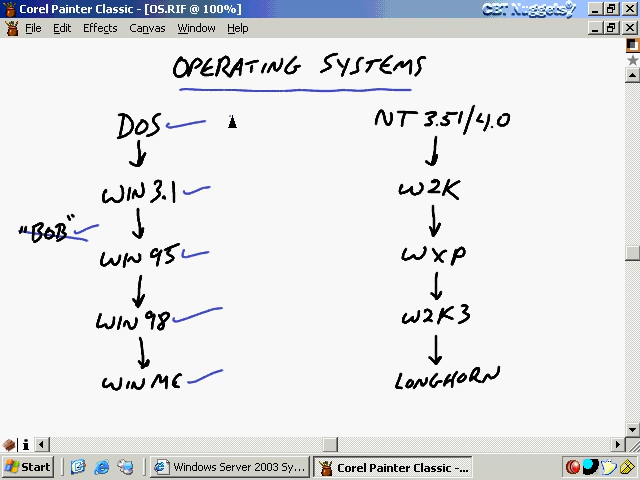 Corel Painter Classic - [OS.RIF @ 100%]
CBT Nuggets
File Edit Effects Canvas Window Help
OPERATING SYSTEMS
DOS NT 3.51/4.0
WIN 3.1 W2K
"BOB"
WIN 95 WXP
WIN 98 W2K3
WIN ME LONGHORN
Start Windows Server 2003 Sy... Corel Painter Classic -...